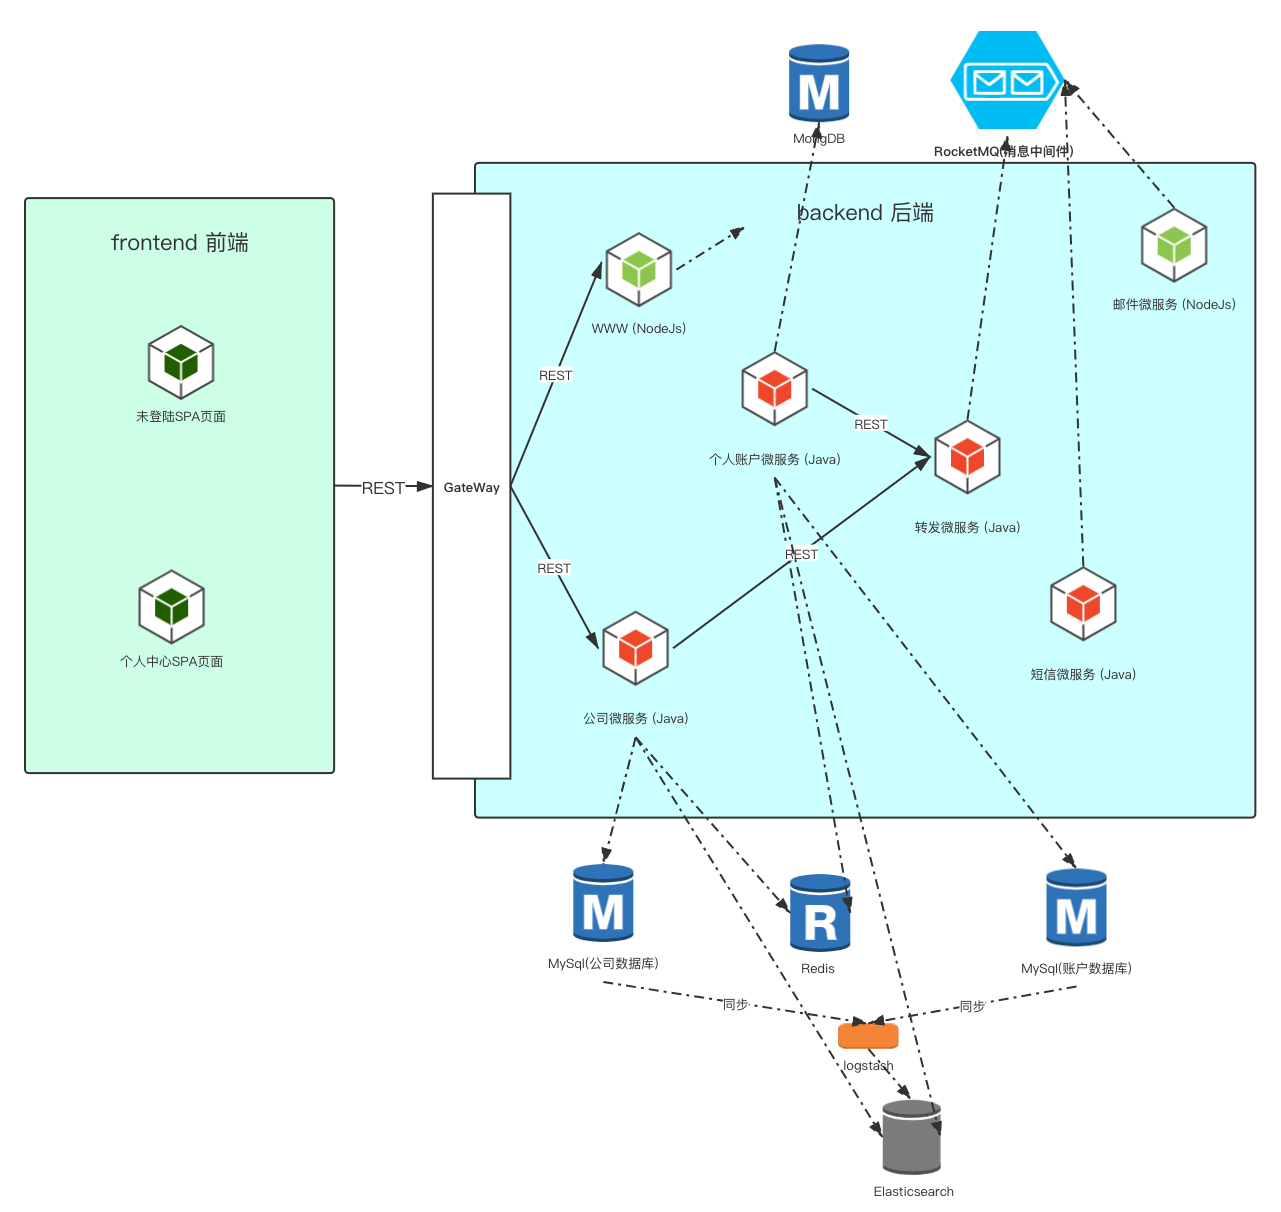 M
MongDB
RocketMQ(消息中间件)
frontend 前端
backend 后端
WWW (NodeJs)
邮件微服务 (NodeJs)
REST
未登陆SPA页面
REST
个人账户微服务 (Java)
REST
GateWay
转发微服务 (Java)
REST
REST
个人中心SPA页面
短信微服务 (Java)
公司微服务 (Java)
M
R
M
MySql(公司数据库)
Redis
MySql(账户数据库)
同步
同步
logstash
Elasticsearch